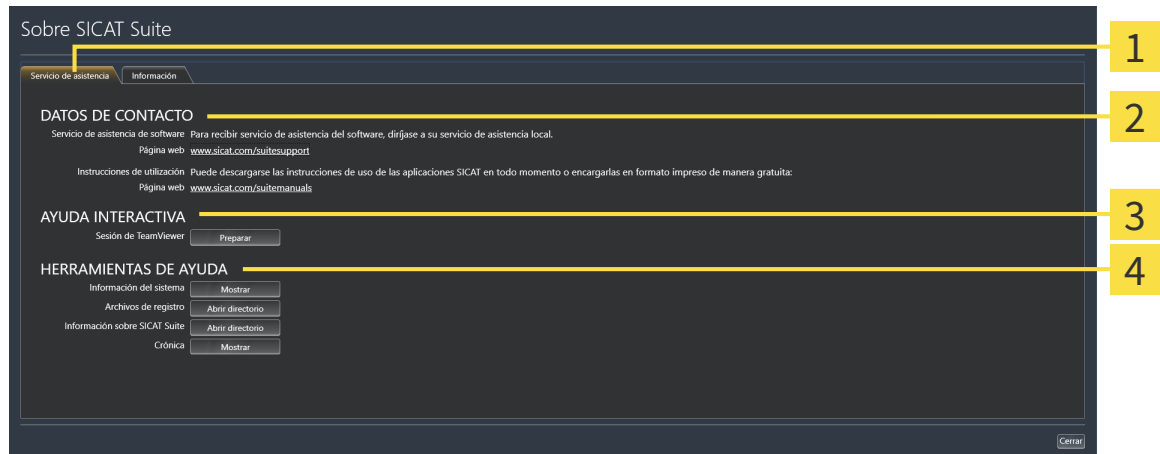 Sobre SICAT Suite
1
Servicio de asistencia Información
DATOS DE CONTACTO
2
Servicio de asistencia de software Para recibir servicio de asistencia del software, diríjase a su servicio de asistencia local.
Página web www.sicat.com/suitesupport
Instrucciones de utilización Puede descargarse las instrucciones de uso de las aplicaciones SICAT en todo momento o encargarlas en formato impreso de manera gratuita:
Página web www.sicat.com/suitemanuals
AYUDA INTERACTIVA
3
Sesión de TeamViewer Preparar
HERRAMIENTAS DE AYUDA
4
Información del sistema Mostrar
Archivos de registro Abrir directorio
Información sobre SICAT Suite Abrir directorio
Crónica Mostrar
Cerrar